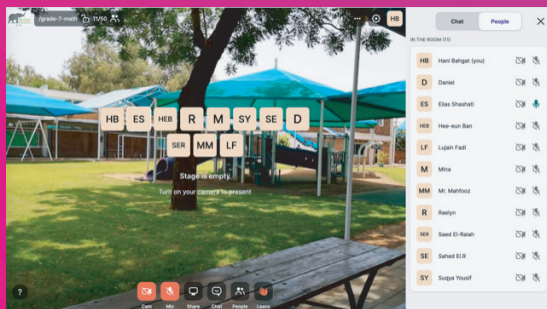 /grade-7-math 11/50
HB
HB ES HEB R M SY SE D
SER MM LF
Stage is empty
Turn on your camera to present
?
Cam Mic Share Chat People Leave
Chat People
IN THE ROOM (11)
HB Hani Bahgat (you)
D Daniel
ES Elias Shashati
HEB Hee-eun Ban
LF Lujain Fadl
M Mina
MM Mr. Mahfooz
R Raelyn
SER Saed El-Raiah
SE Sahed El.R
SY Suqya Yousif